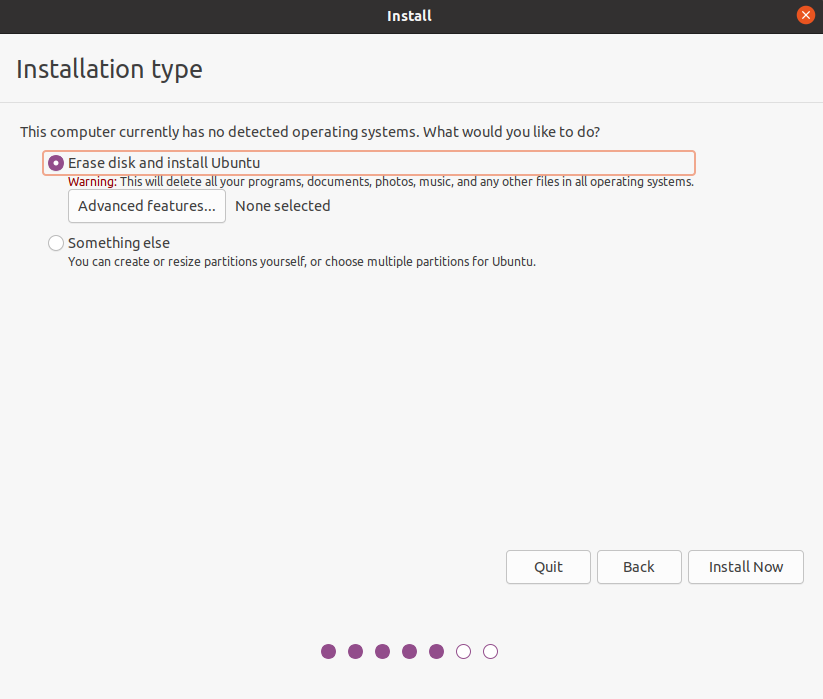 Install
Installation type
This computer currently has no detected operating systems. What would you like to do?
Erase disk and install Ubuntu
Warning: This will delete all your programs, documents, photos, music, and any other files in all operating systems.
Advanced features... None selected
Something else
You can create or resize partitions yourself, or choose multiple partitions for Ubuntu.
Quit Back Install Now